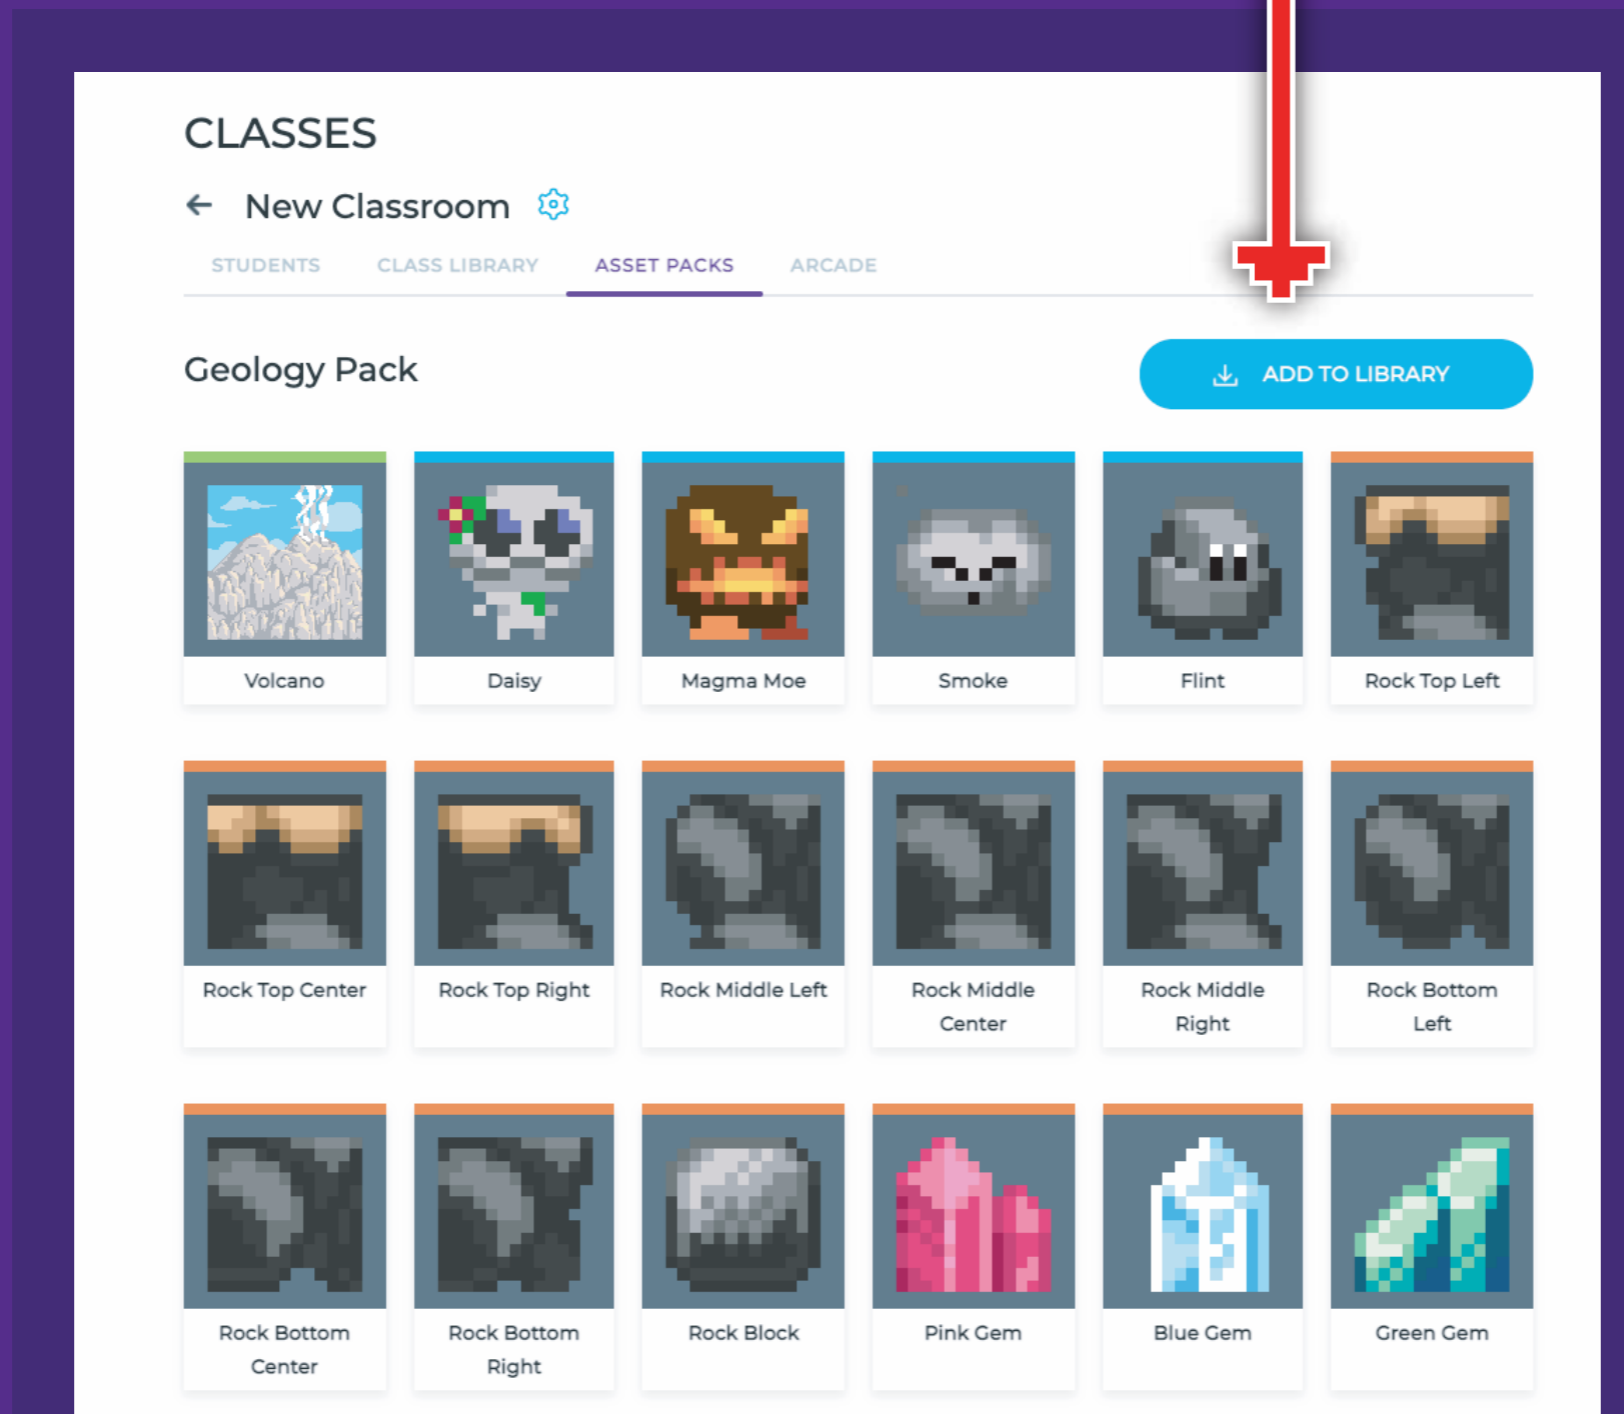 CLASSES
New Classroom
STUDENTS CLASS LIBRARY ASSET PACKS ARCADE
Geology Pack
ADD TO LIBRARY
Volcano Daisy Magma Moe Smoke Flint Rock Top Left
Rock Top Center Rock Top Right Rock Middle Left Rock Middle Center Rock Middle Right Rock Bottom Left
Rock Bottom Center Rock Bottom Right Rock Block Pink Gem Blue Gem Green Gem